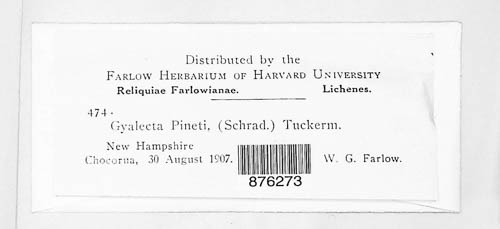 Distributed by the
FARLOW HERBARIUM OF HARVARD UNIVERSITY
Reliquiae Farlowianae. Lichenes.
474.
Gyalecta Pineti, (Schrad.) Tuckerm.
New Hampshire
Chocorua, 30 August 1907. W. G. Farlow.
876273